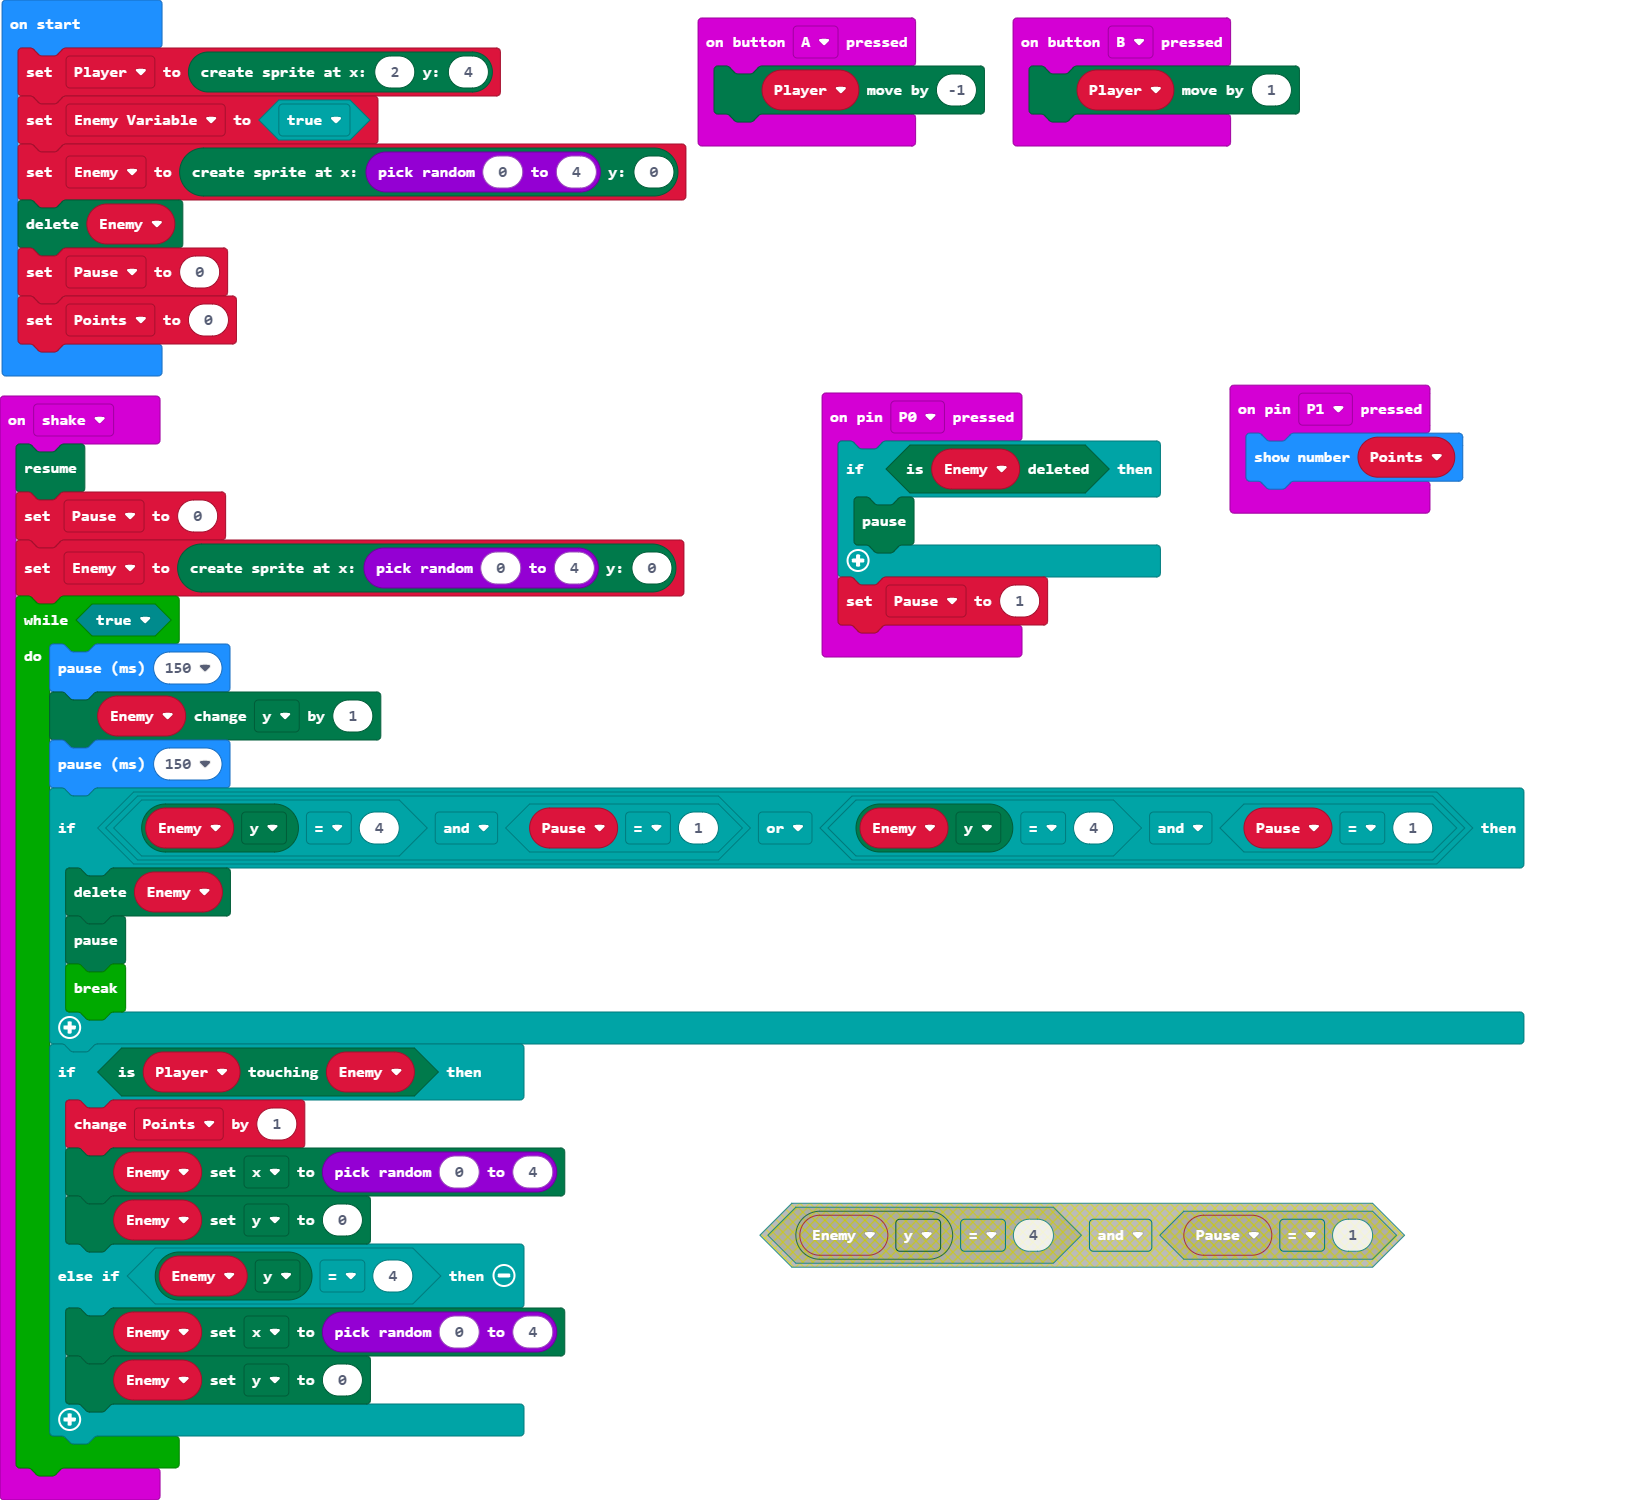 on start
set Player to create sprite at x: 2 y: 4
set Enemy Variable to true
set Enemy to create sprite at x: pick random 0 to 4 y: 0
delete Enemy
set Pause to 0
set Points to 0
on button A pressed
Player move by -1
on button B pressed
Player move by 1
on shake
resume
set Pause to 0
set Enemy to create sprite at x: pick random 0 to 4 y: 0
while true
do
pause (ms) 150
Enemy change y by 1
pause (ms) 150
if Enemy y = 4 and Pause = 1 or Enemy y = 4 and Pause = 1 then
delete Enemy
pause
break
if is Player touching Enemy then
change Points by 1
Enemy set x to pick random 0 to 4
Enemy set y to 0
else if Enemy y = 4 then
Enemy set x to pick random 0 to 4
Enemy set y to 0
on pin P0 pressed
if is Enemy deleted then
pause
set Pause to 1
on pin P1 pressed
show number Points
Enemy y = 4 and Pause = 1